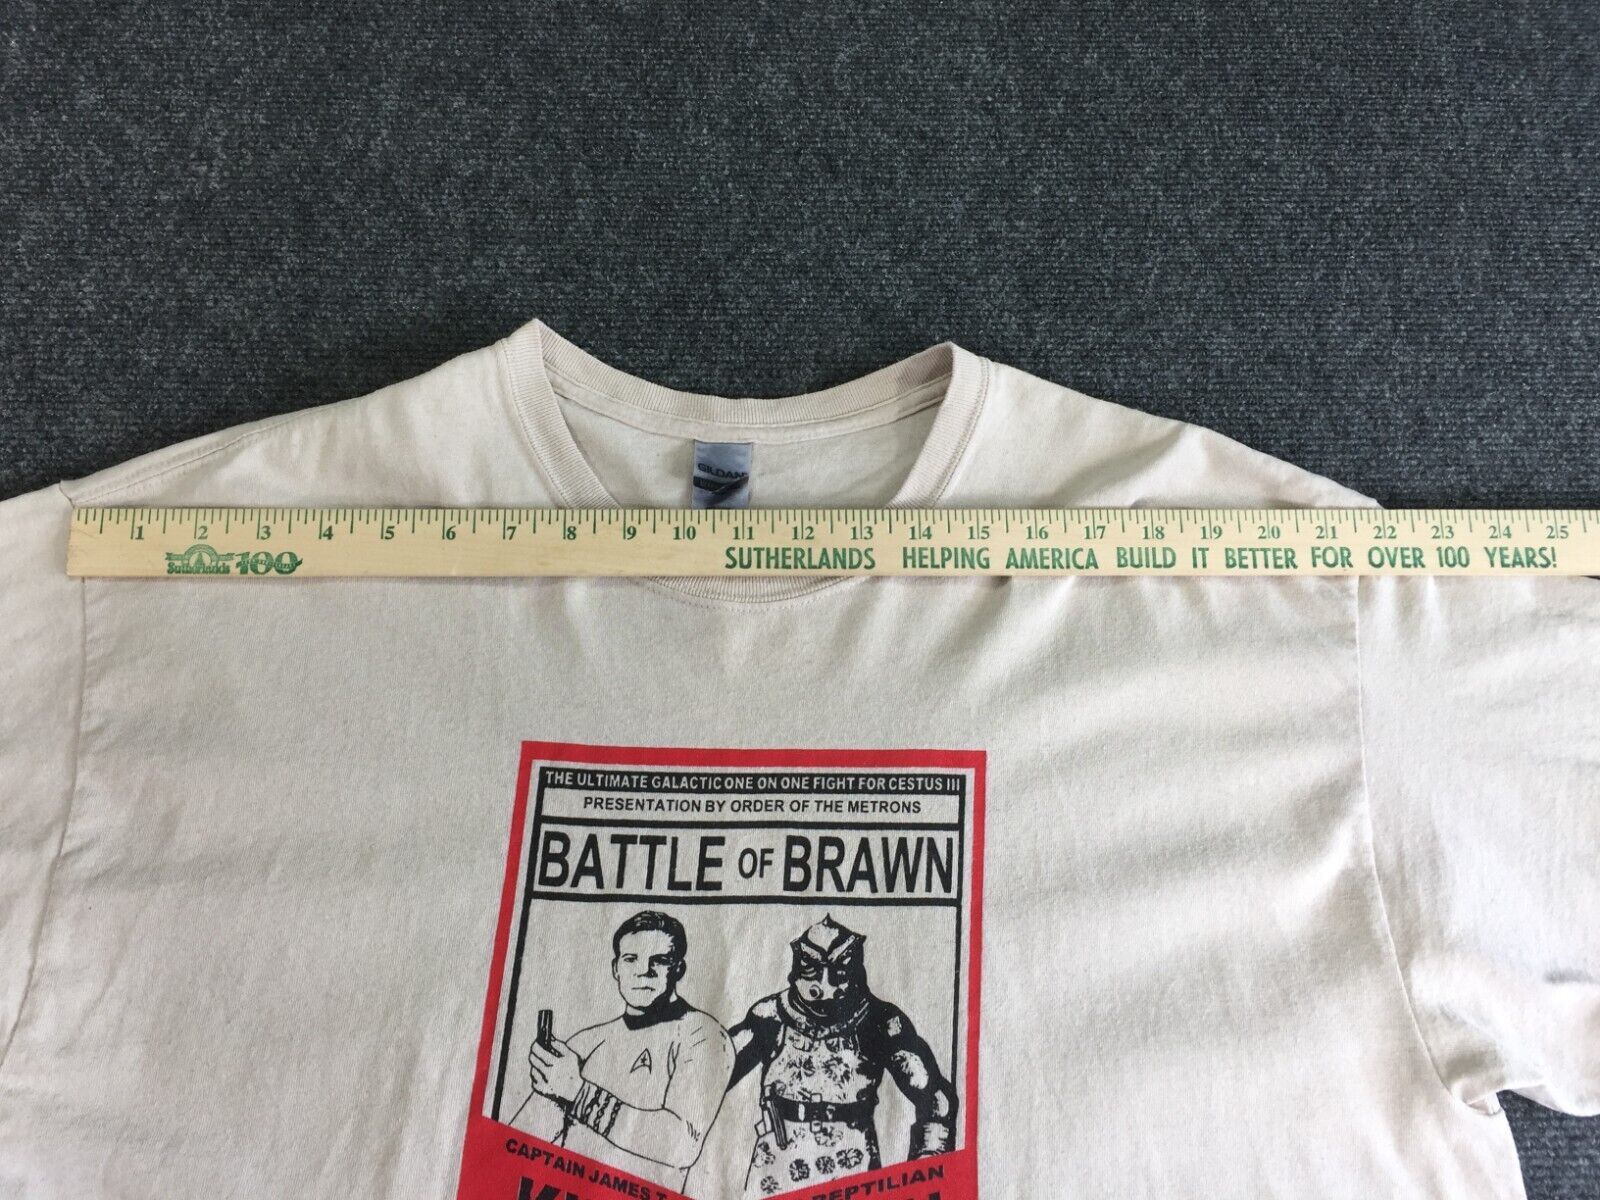 GILDAN
1 2 3 4 5 6 7 8 9 10 11 12 13 14 15 16 17 18 19 20 21 22 23 24 25
Sutherlands 100 SUTHERLANDS HELPING AMERICA BUILD IT BETTER FOR OVER 100 YEARS!
THE ULTIMATE GALACTIC ONE ON ONE FIGHT FOR CESTUS III
PRESENTATION BY ORDER OF THE METRONS
BATTLE OF BRAWN
CAPTAIN JAMES T
REPTILIAN